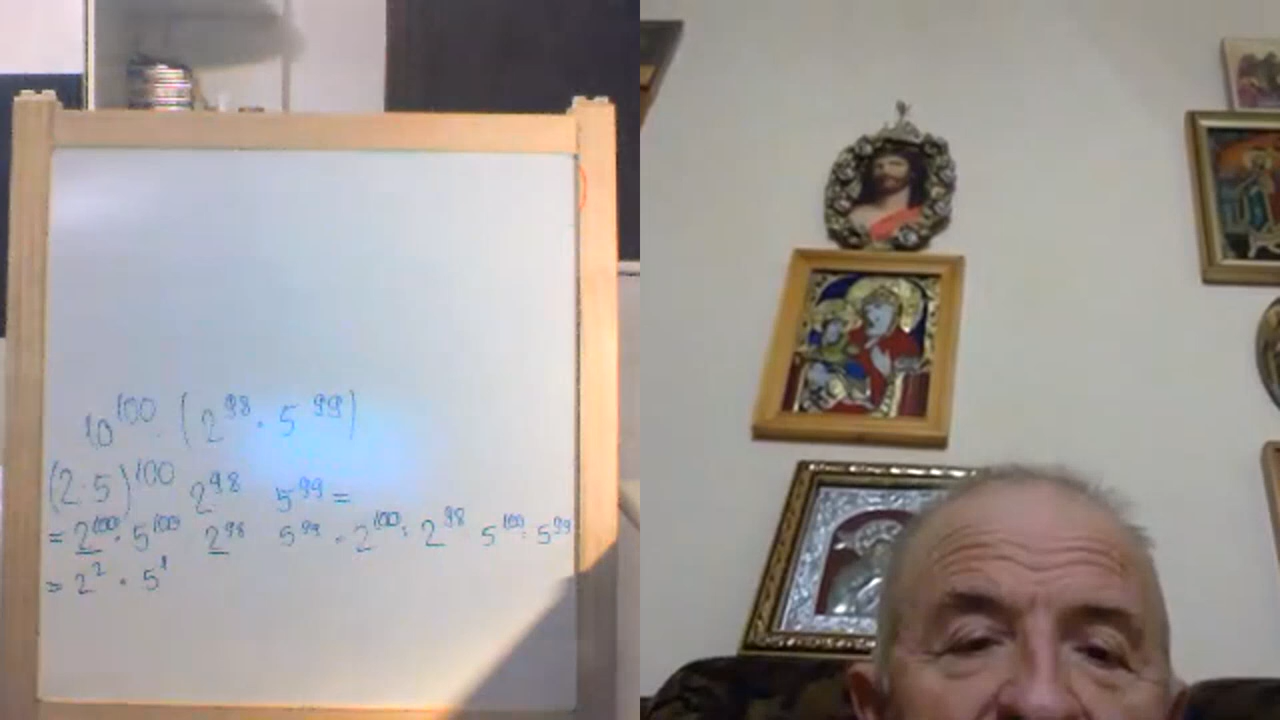 10^100 : (2^98 · 5^99)
(2·5)^100 2^98 5^99 =
= 2^100 · 5^100 2^98 5^99 = 2^100 : 2^98 5^100 : 5^99
= 2^2 · 5^1